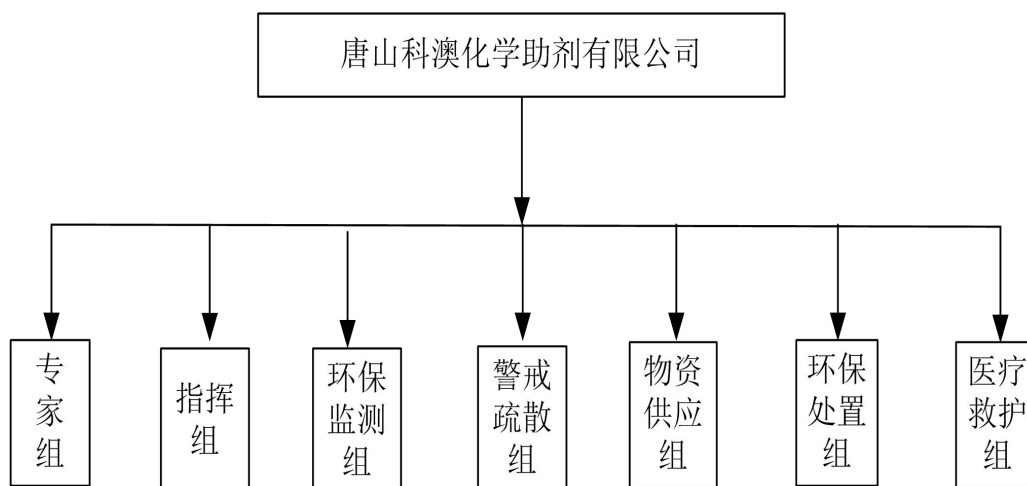 唐山科澳化学助剂有限公司
专
家
组
指挥
组
环保
监测
组
警戒
疏散
组
物资
供应
组
环保
处置
组
医疗
救护
组